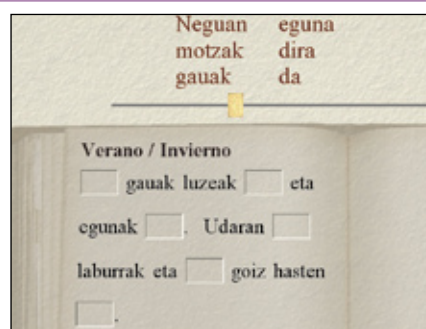 Neguan eguna
motzak dira
gauak da
Verano / Invierno
gauak luzeak eta
egunak . Udaran
laburrak eta goiz hasten
.